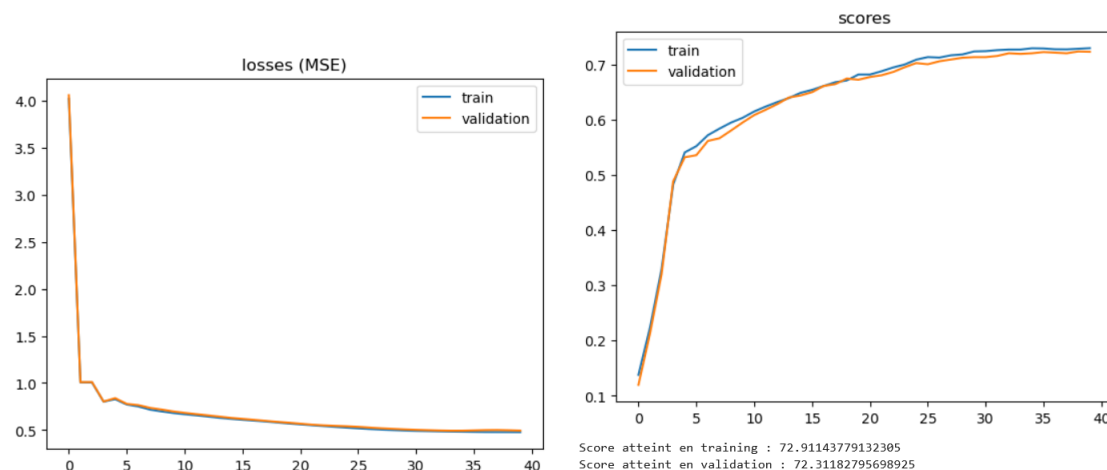 losses (MSE)
train
validation
4.0
3.5
3.0
2.5
2.0
1.5
1.0
0.5
0 5 10 15 20 25 30 35 40
scores
train
validation
0.7
0.6
0.5
0.4
0.3
0.2
0.1
0 5 10 15 20 25 30 35 40
Score atteint en training : 72.91143779132305
Score atteint en validation : 72.31182795698925